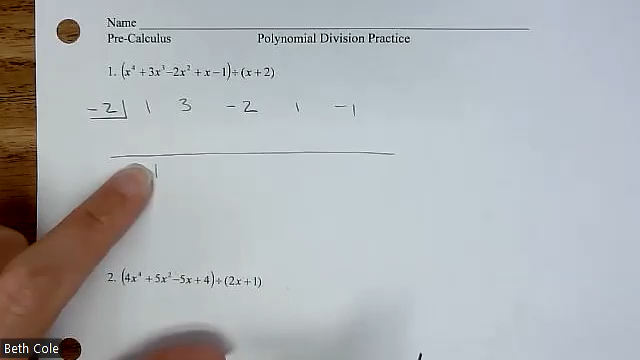 Name
Pre-Calculus Polynomial Division Practice
1. (x⁴ + 3x³ −2x² + x −1) ÷ (x + 2)
−2 1 3 −2 1 −1
1
2. (4x⁴ + 5x² −5x + 4) ÷ (2x + 1)
Beth Cole